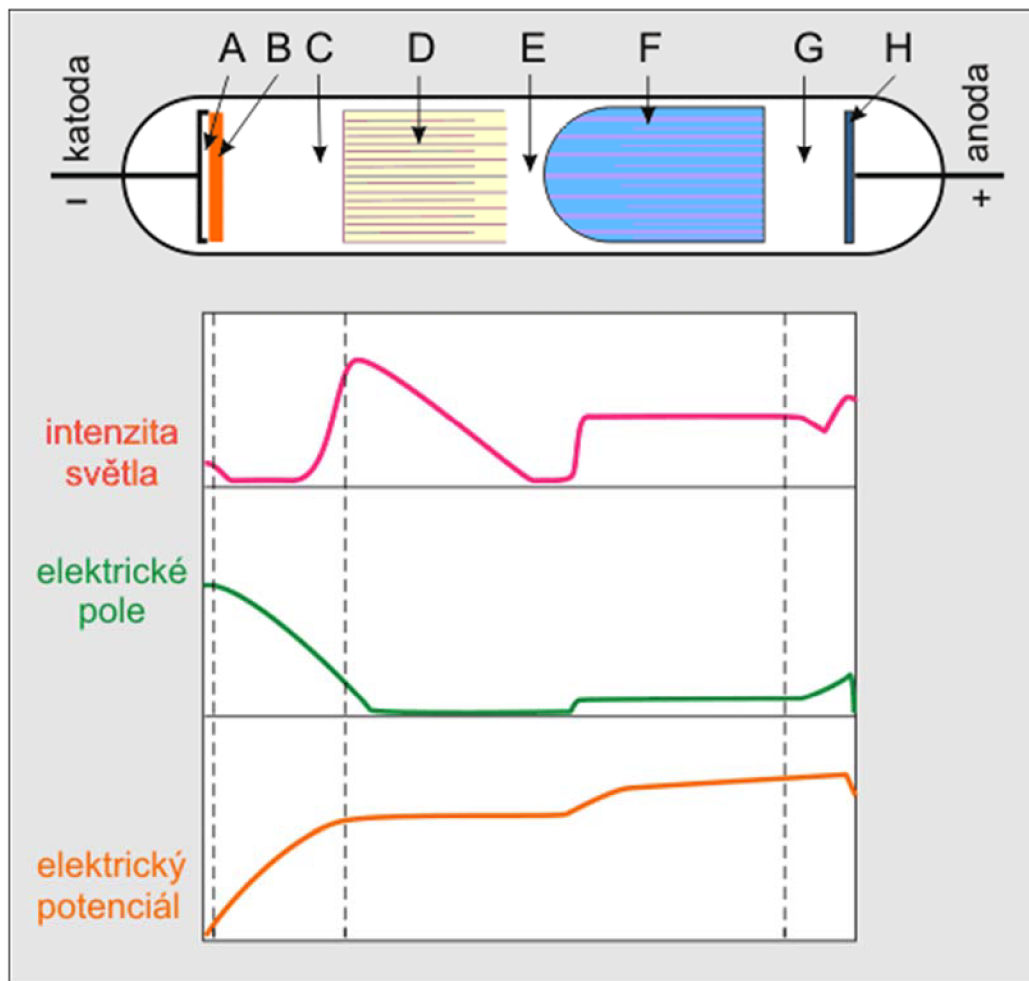 A B C D E F G H
katoda
–
anoda
+
intenzita
světla
elektrické
pole
elektrický
potenciál